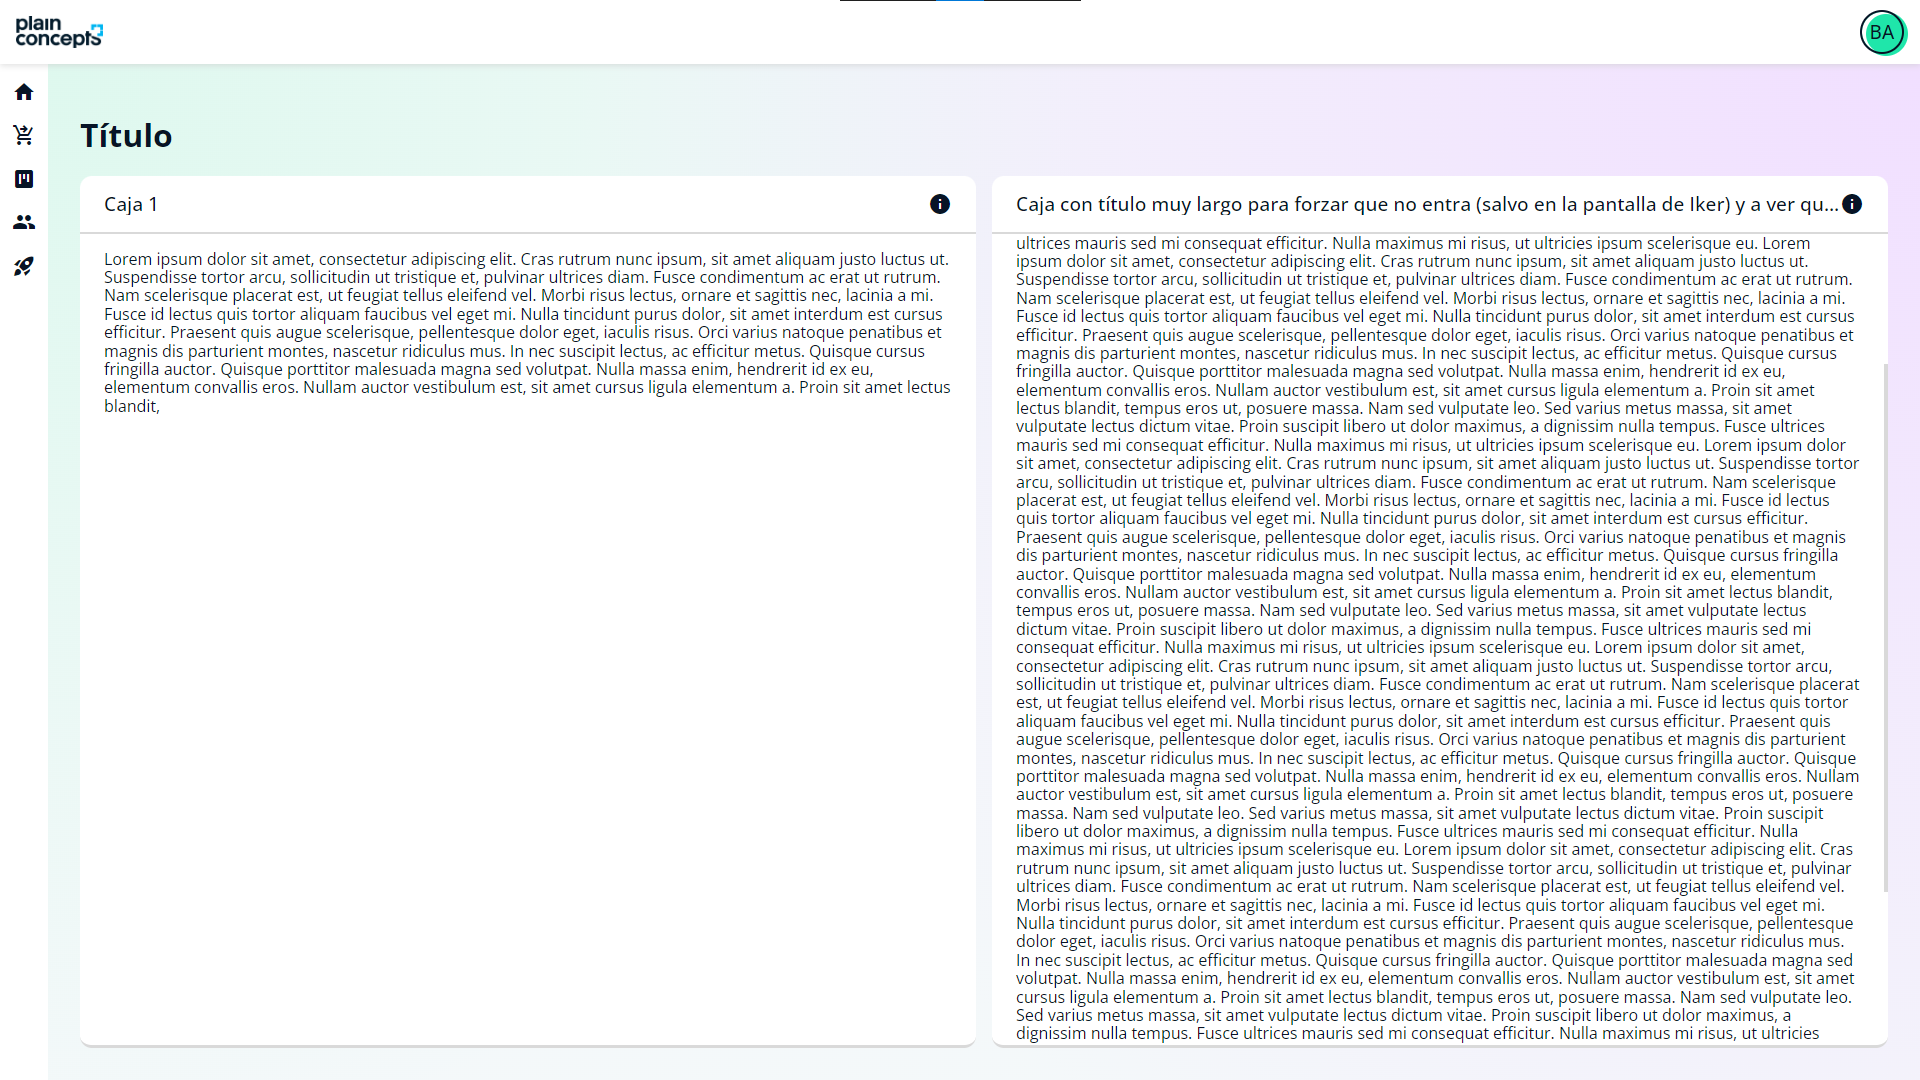 plain
concepts
BA
Título
Caja 1
Lorem ipsum dolor sit amet, consectetur adipiscing elit. Cras rutrum nunc ipsum, sit amet aliquam justo luctus ut.
Suspendisse tortor arcu, sollicitudin ut tristique et, pulvinar ultrices diam. Fusce condimentum ac erat ut rutrum.
Nam scelerisque placerat est, ut feugiat tellus eleifend vel. Morbi risus lectus, ornare et sagittis nec, lacinia a mi.
Fusce id lectus quis tortor aliquam faucibus vel eget mi. Nulla tincidunt purus dolor, sit amet interdum est cursus
efficitur. Praesent quis augue scelerisque, pellentesque dolor eget, iaculis risus. Orci varius natoque penatibus et
magnis dis parturient montes, nascetur ridiculus mus. In nec suscipit lectus, ac efficitur metus. Quisque cursus
fringilla auctor. Quisque porttitor malesuada magna sed volutpat. Nulla massa enim, hendrerit id ex eu,
elementum convallis eros. Nullam auctor vestibulum est, sit amet cursus ligula elementum a. Proin sit amet lectus
blandit,
Caja con título muy largo para forzar que no entra (salvo en la pantalla de Iker) y a ver qu...
ultrices mauris sed mi consequat efficitur. Nulla maximus mi risus, ut ultricies ipsum scelerisque eu. Lorem
ipsum dolor sit amet, consectetur adipiscing elit. Cras rutrum nunc ipsum, sit amet aliquam justo luctus ut.
Suspendisse tortor arcu, sollicitudin ut tristique et, pulvinar ultrices diam. Fusce condimentum ac erat ut rutrum.
Nam scelerisque placerat est, ut feugiat tellus eleifend vel. Morbi risus lectus, ornare et sagittis nec, lacinia a mi.
Fusce id lectus quis tortor aliquam faucibus vel eget mi. Nulla tincidunt purus dolor, sit amet interdum est cursus
efficitur. Praesent quis augue scelerisque, pellentesque dolor eget, iaculis risus. Orci varius natoque penatibus et
magnis dis parturient montes, nascetur ridiculus mus. In nec suscipit lectus, ac efficitur metus. Quisque cursus
fringilla auctor. Quisque porttitor malesuada magna sed volutpat. Nulla massa enim, hendrerit id ex eu,
elementum convallis eros. Nullam auctor vestibulum est, sit amet cursus ligula elementum a. Proin sit amet
lectus blandit, tempus eros ut, posuere massa. Nam sed vulputate leo. Sed varius metus massa, sit amet
vulputate lectus dictum vitae. Proin suscipit libero ut dolor maximus, a dignissim nulla tempus. Fusce ultrices
mauris sed mi consequat efficitur. Nulla maximus mi risus, ut ultricies ipsum scelerisque eu. Lorem ipsum dolor
sit amet, consectetur adipiscing elit. Cras rutrum nunc ipsum, sit amet aliquam justo luctus ut. Suspendisse tortor
arcu, sollicitudin ut tristique et, pulvinar ultrices diam. Fusce condimentum ac erat ut rutrum. Nam scelerisque
placerat est, ut feugiat tellus eleifend vel. Morbi risus lectus, ornare et sagittis nec, lacinia a mi. Fusce id lectus
quis tortor aliquam faucibus vel eget mi. Nulla tincidunt purus dolor, sit amet interdum est cursus efficitur.
Praesent quis augue scelerisque, pellentesque dolor eget, iaculis risus. Orci varius natoque penatibus et magnis
dis parturient montes, nascetur ridiculus mus. In nec suscipit lectus, ac efficitur metus. Quisque cursus fringilla
auctor. Quisque porttitor malesuada magna sed volutpat. Nulla massa enim, hendrerit id ex eu, elementum
convallis eros. Nullam auctor vestibulum est, sit amet cursus ligula elementum a. Proin sit amet lectus blandit,
tempus eros ut, posuere massa. Nam sed vulputate leo. Sed varius metus massa, sit amet vulputate lectus
dictum vitae. Proin suscipit libero ut dolor maximus, a dignissim nulla tempus. Fusce ultrices mauris sed mi
consequat efficitur. Nulla maximus mi risus, ut ultricies ipsum scelerisque eu. Lorem ipsum dolor sit amet,
consectetur adipiscing elit. Cras rutrum nunc ipsum, sit amet aliquam justo luctus ut. Suspendisse tortor arcu,
sollicitudin ut tristique et, pulvinar ultrices diam. Fusce condimentum ac erat ut rutrum. Nam scelerisque placerat
est, ut feugiat tellus eleifend vel. Morbi risus lectus, ornare et sagittis nec, lacinia a mi. Fusce id lectus quis tortor
aliquam faucibus vel eget mi. Nulla tincidunt purus dolor, sit amet interdum est cursus efficitur. Praesent quis
augue scelerisque, pellentesque dolor eget, iaculis risus. Orci varius natoque penatibus et magnis dis parturient
montes, nascetur ridiculus mus. In nec suscipit lectus, ac efficitur metus. Quisque cursus fringilla auctor. Quisque
porttitor malesuada magna sed volutpat. Nulla massa enim, hendrerit id ex eu, elementum convallis eros. Nullam
auctor vestibulum est, sit amet cursus ligula elementum a. Proin sit amet lectus blandit, tempus eros ut, posuere
massa. Nam sed vulputate leo. Sed varius metus massa, sit amet vulputate lectus dictum vitae. Proin suscipit
libero ut dolor maximus, a dignissim nulla tempus. Fusce ultrices mauris sed mi consequat efficitur. Nulla
maximus mi risus, ut ultricies ipsum scelerisque eu. Lorem ipsum dolor sit amet, consectetur adipiscing elit. Cras
rutrum nunc ipsum, sit amet aliquam justo luctus ut. Suspendisse tortor arcu, sollicitudin ut tristique et, pulvinar
ultrices diam. Fusce condimentum ac erat ut rutrum. Nam scelerisque placerat est, ut feugiat tellus eleifend vel.
Morbi risus lectus, ornare et sagittis nec, lacinia a mi. Fusce id lectus quis tortor aliquam faucibus vel eget mi.
Nulla tincidunt purus dolor, sit amet interdum est cursus efficitur. Praesent quis augue scelerisque, pellentesque
dolor eget, iaculis risus. Orci varius natoque penatibus et magnis dis parturient montes, nascetur ridiculus mus.
In nec suscipit lectus, ac efficitur metus. Quisque cursus fringilla auctor. Quisque porttitor malesuada magna sed
volutpat. Nulla massa enim, hendrerit id ex eu, elementum convallis eros. Nullam auctor vestibulum est, sit amet
cursus ligula elementum a. Proin sit amet lectus blandit, tempus eros ut, posuere massa. Nam sed vulputate leo.
Sed varius metus massa, sit amet vulputate lectus dictum vitae. Proin suscipit libero ut dolor maximus, a
dignissim nulla tempus. Fusce ultrices mauris sed mi consequat efficitur. Nulla maximus mi risus, ut ultricies